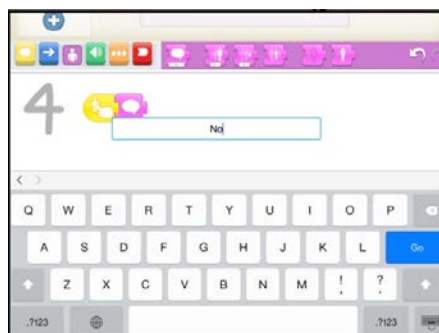 4
No
Q W E R T Y U I O P
A S D F G H J K L Go
Z X C V B N M ! , ? .
.?123 .?123